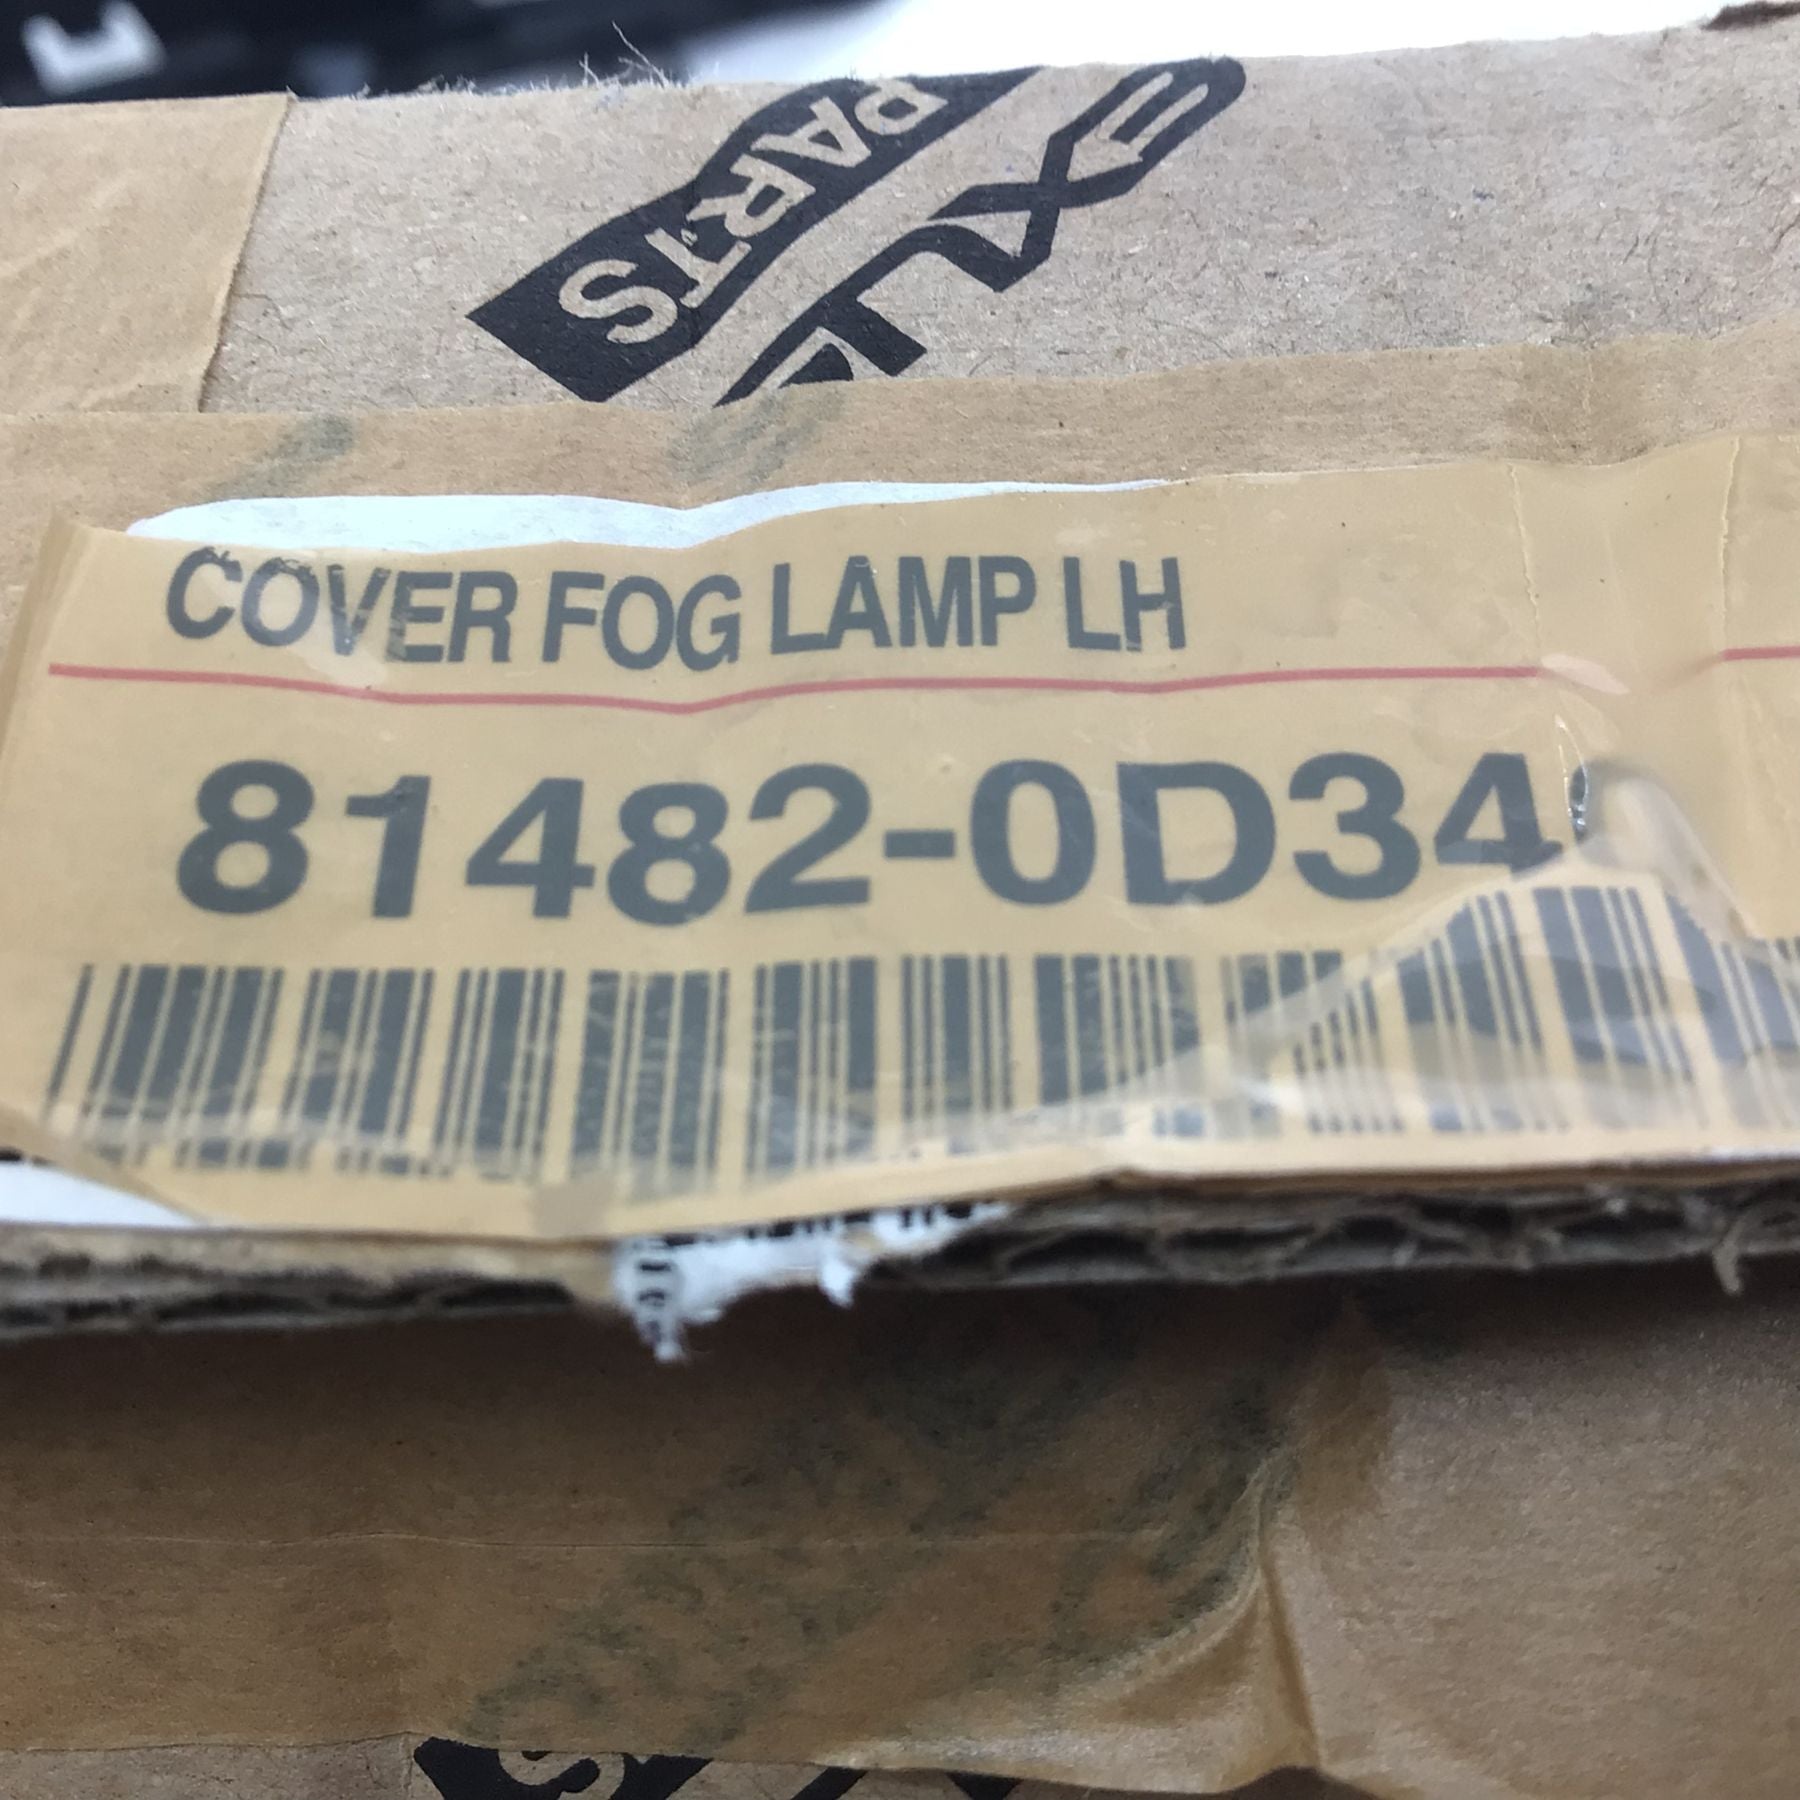 PARTS
COVER FOG LAMP LH
81482-0D34